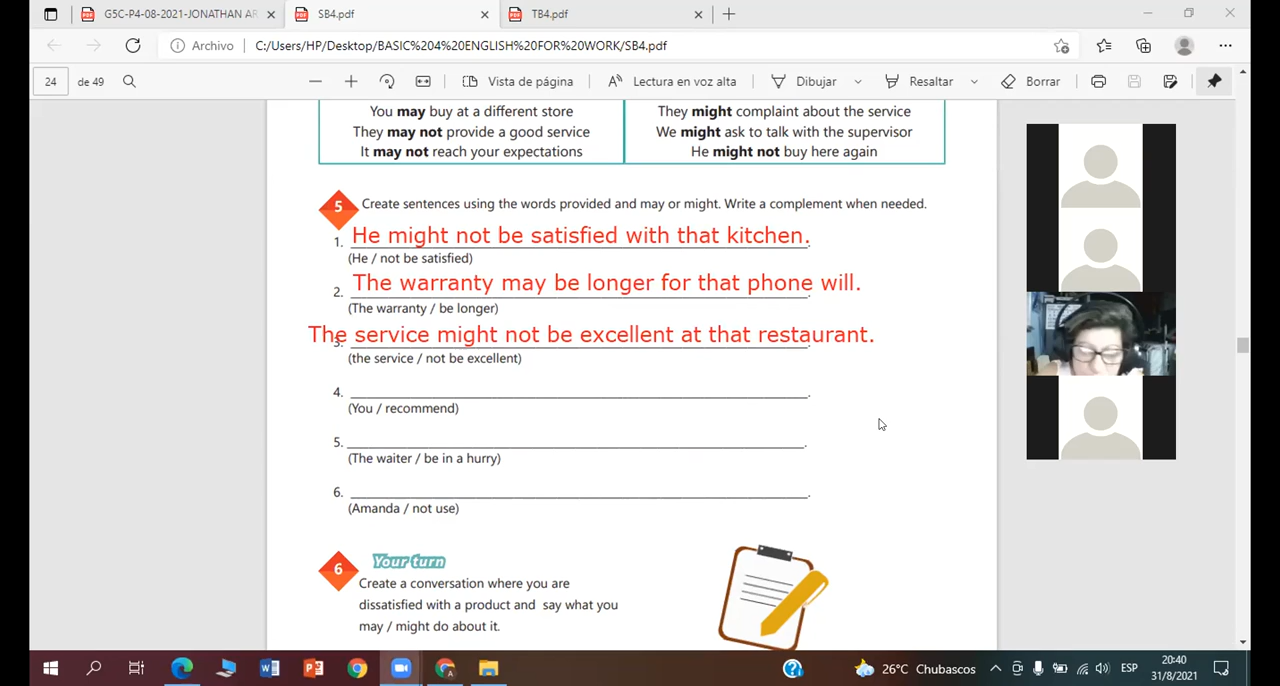 G5C-P4-08-2021-JONATHAN AR
SB4.pdf
TB4.pdf
Archivo
C:/Users/HP/Desktop/BASIC%204%20ENGLISH%20FOR%20WORK/SB4.pdf
24 de 49
Vista de página
Lectura en voz alta
Dibujar
Resaltar
Borrar
You may buy at a different store
They may not provide a good service
It may not reach your expectations
They might complaint about the service
We might ask to talk with the supervisor
He might not buy here again
5 Create sentences using the words provided and may or might. Write a complement when needed.
1. He might not be satisfied with that kitchen.
(He / not be satisfied)
2. The warranty may be longer for that phone will.
(The warranty / be longer)
3. The service might not be excellent at that restaurant.
(the service / not be excellent)
4.
(You / recommend)
5.
(The waiter / be in a hurry)
6.
(Amanda / not use)
6 Your turn
Create a conversation where you are
dissatisfied with a product and say what you
may / might do about it.
26°C Chubascos
ESP
20:40
31/8/2021